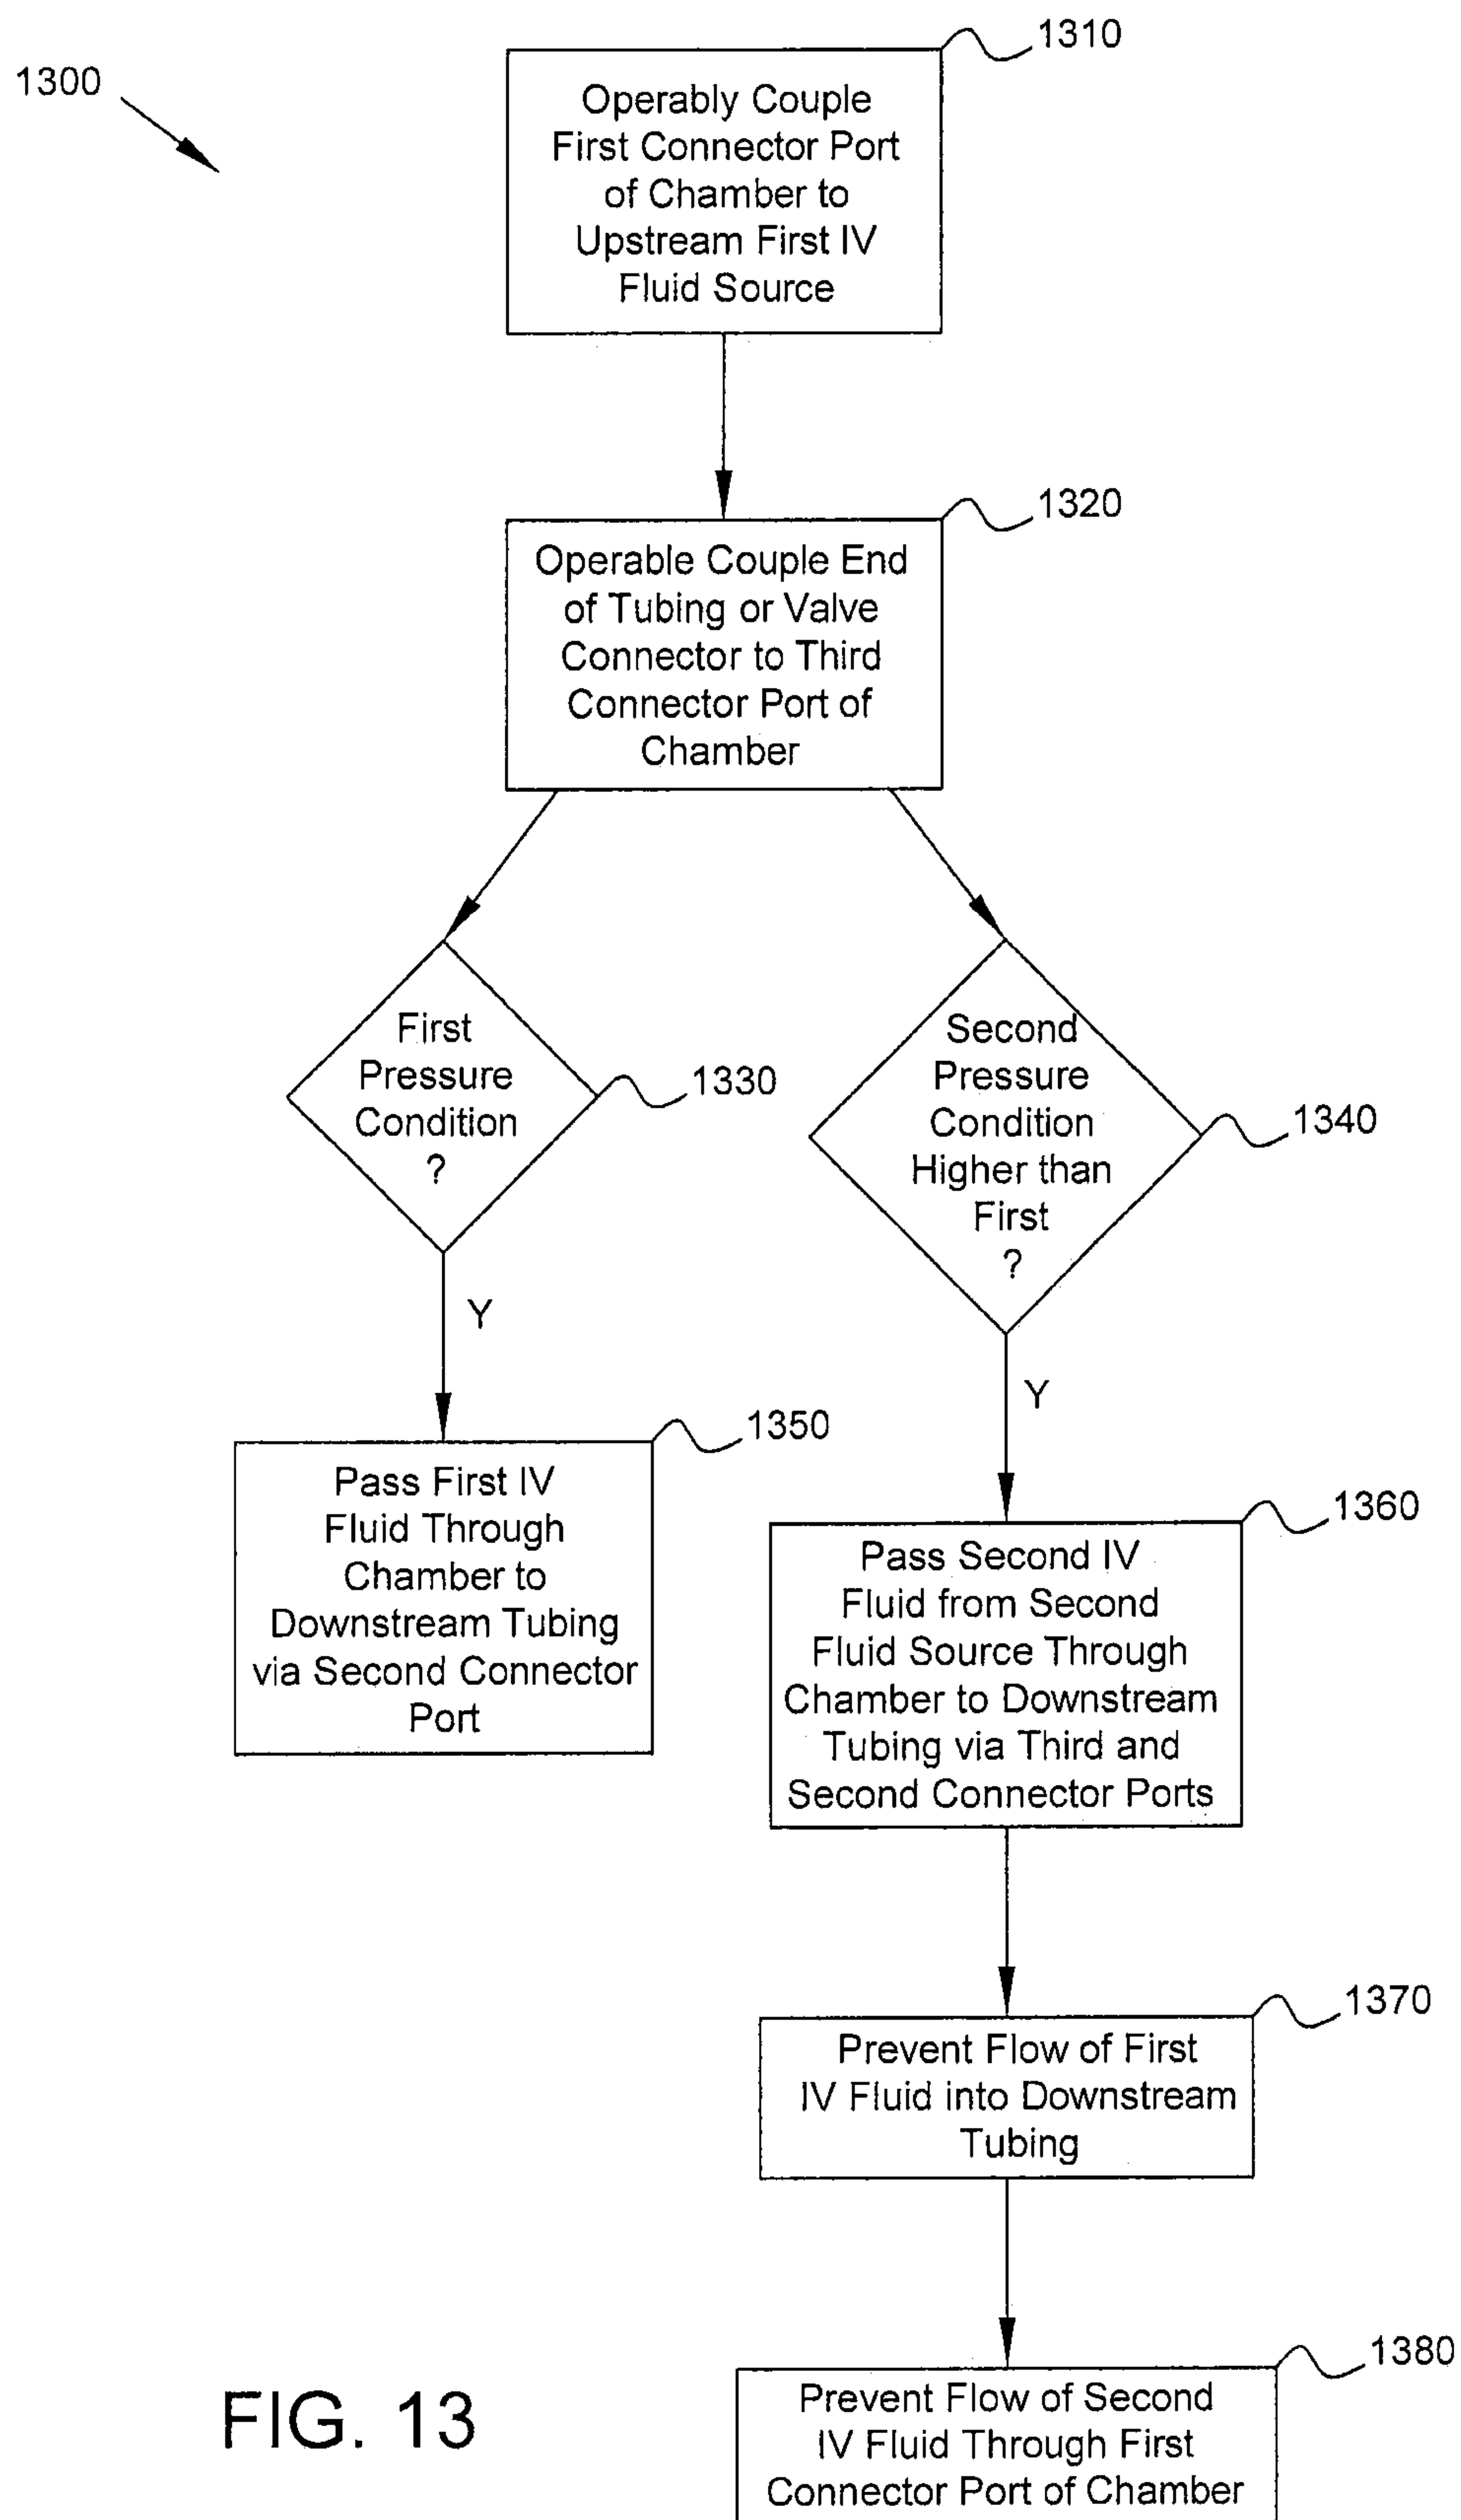 1300
1310
Operably Couple
First Connector Port
of Chamber to
Upstream First IV
Fluid Source
1320
Operable Couple End
of Tubing or Valve
Connector to Third
Connector Port of
Chamber
First
Pressure
Condition
?
1330
Second
Pressure
Condition
Higher than
First
?
1340
Y
Y
1350
Pass First IV
Fluid Through
Chamber to
Downstream Tubing
via Second Connector
Port
1360
Pass Second IV
Fluid from Second
Fluid Source Through
Chamber to Downstream
Tubing via Third and
Second Connector Ports
1370
Prevent Flow of First
IV Fluid into Downstream
Tubing
1380
Prevent Flow of Second
IV Fluid Through First
Connector Port of Chamber
FIG. 13